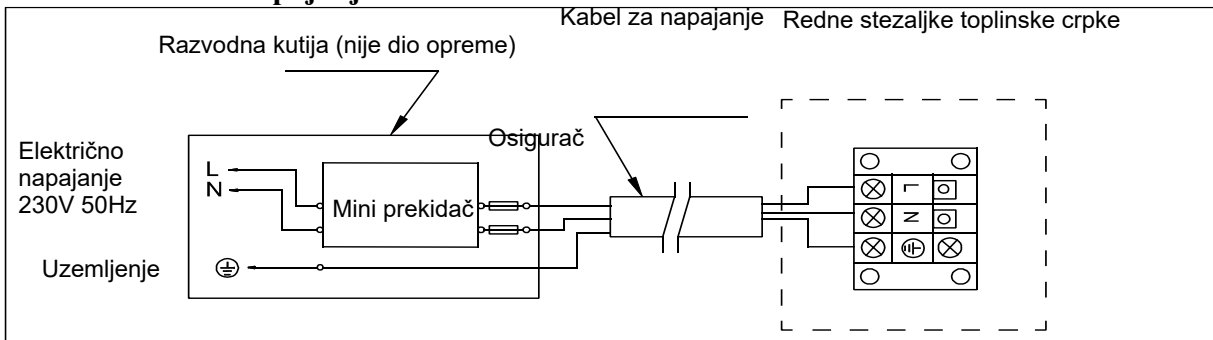 Kabel za napajanje
Redne stezaljke toplinske crpke
Razvodna kutija (nije dio opreme)
Osigurač
Električno
napajanje
230V 50Hz
L
N
Mini prekidač
Uzemljenje
L
N